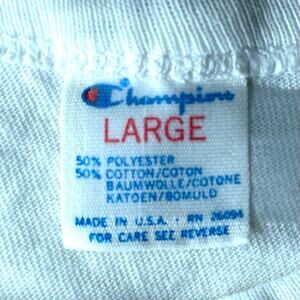 Champion
LARGE
50% POLYESTER
50% COTTON/COTON
BAUMWOLLE/COTONE
KATOEN/BOMULD
MADE IN U.S.A. - RN 26094
FOR CARE SEE REVERSE